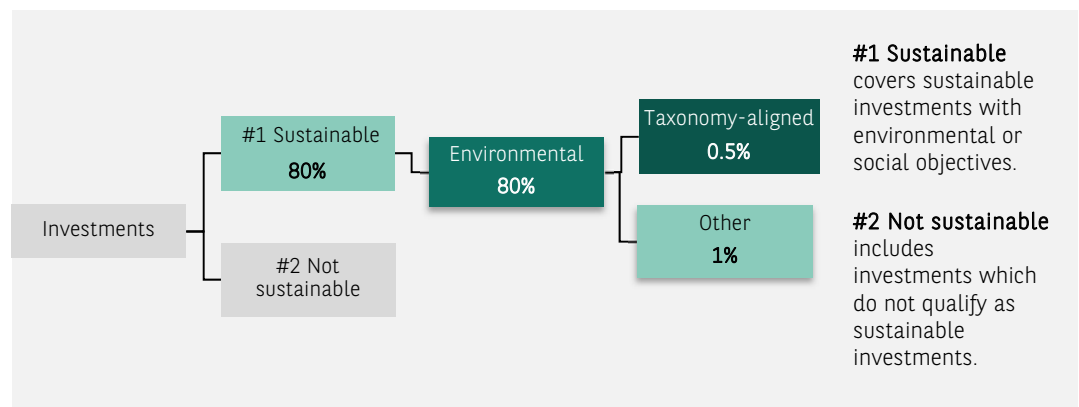 Investments
#1 Sustainable
80%
#2 Not
sustainable
Environmental
80%
Taxonomy-aligned
0.5%
Other
1%
#1 Sustainable
covers sustainable
investments with
environmental or
social objectives.
#2 Not sustainable
includes
investments which
do not qualify as
sustainable
investments.